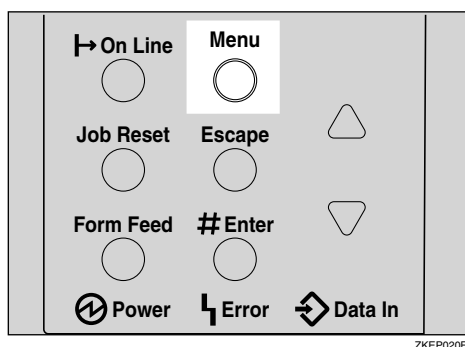 On Line Menu
Job Reset Escape
Form Feed # Enter
Power Error Data In
ZKEP020E